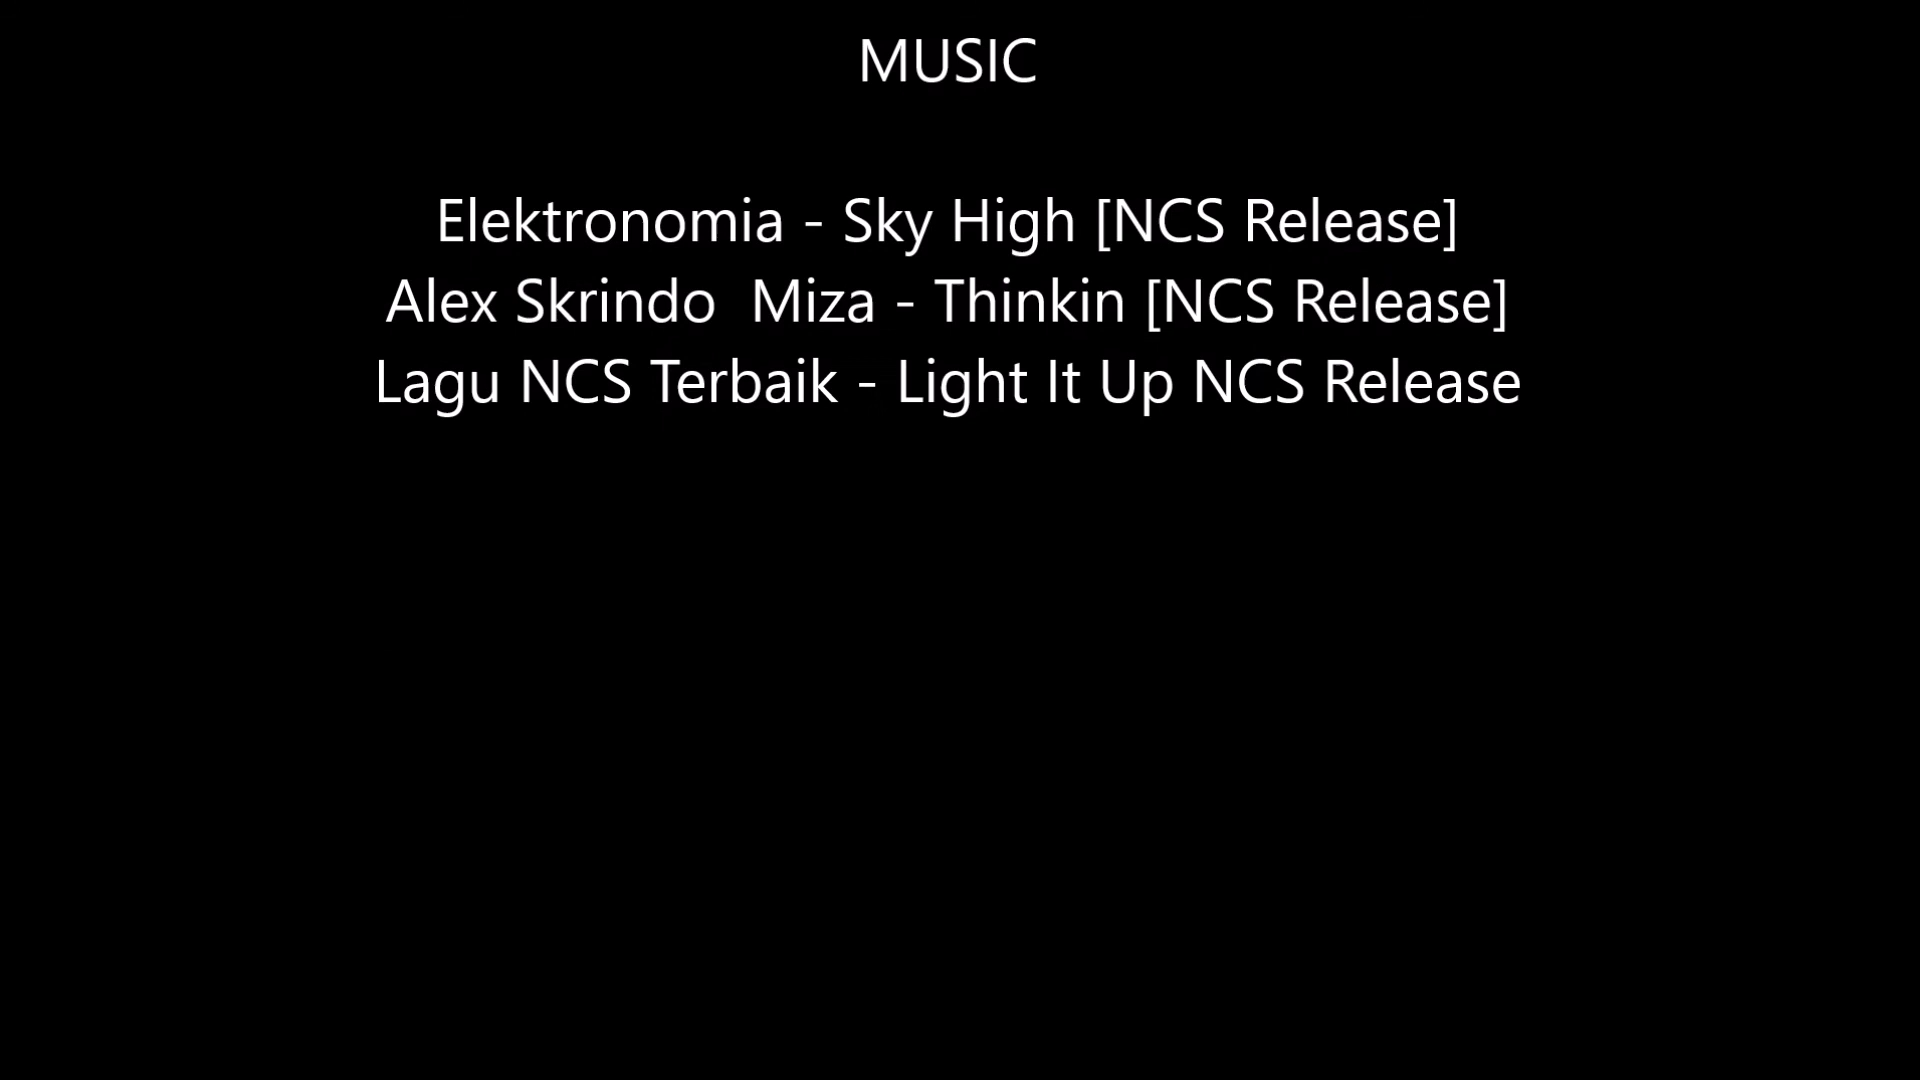 MUSIC
Elektronomia - Sky High [NCS Release]
Alex Skrindo  Miza - Thinkin [NCS Release]
Lagu NCS Terbaik - Light It Up NCS Release